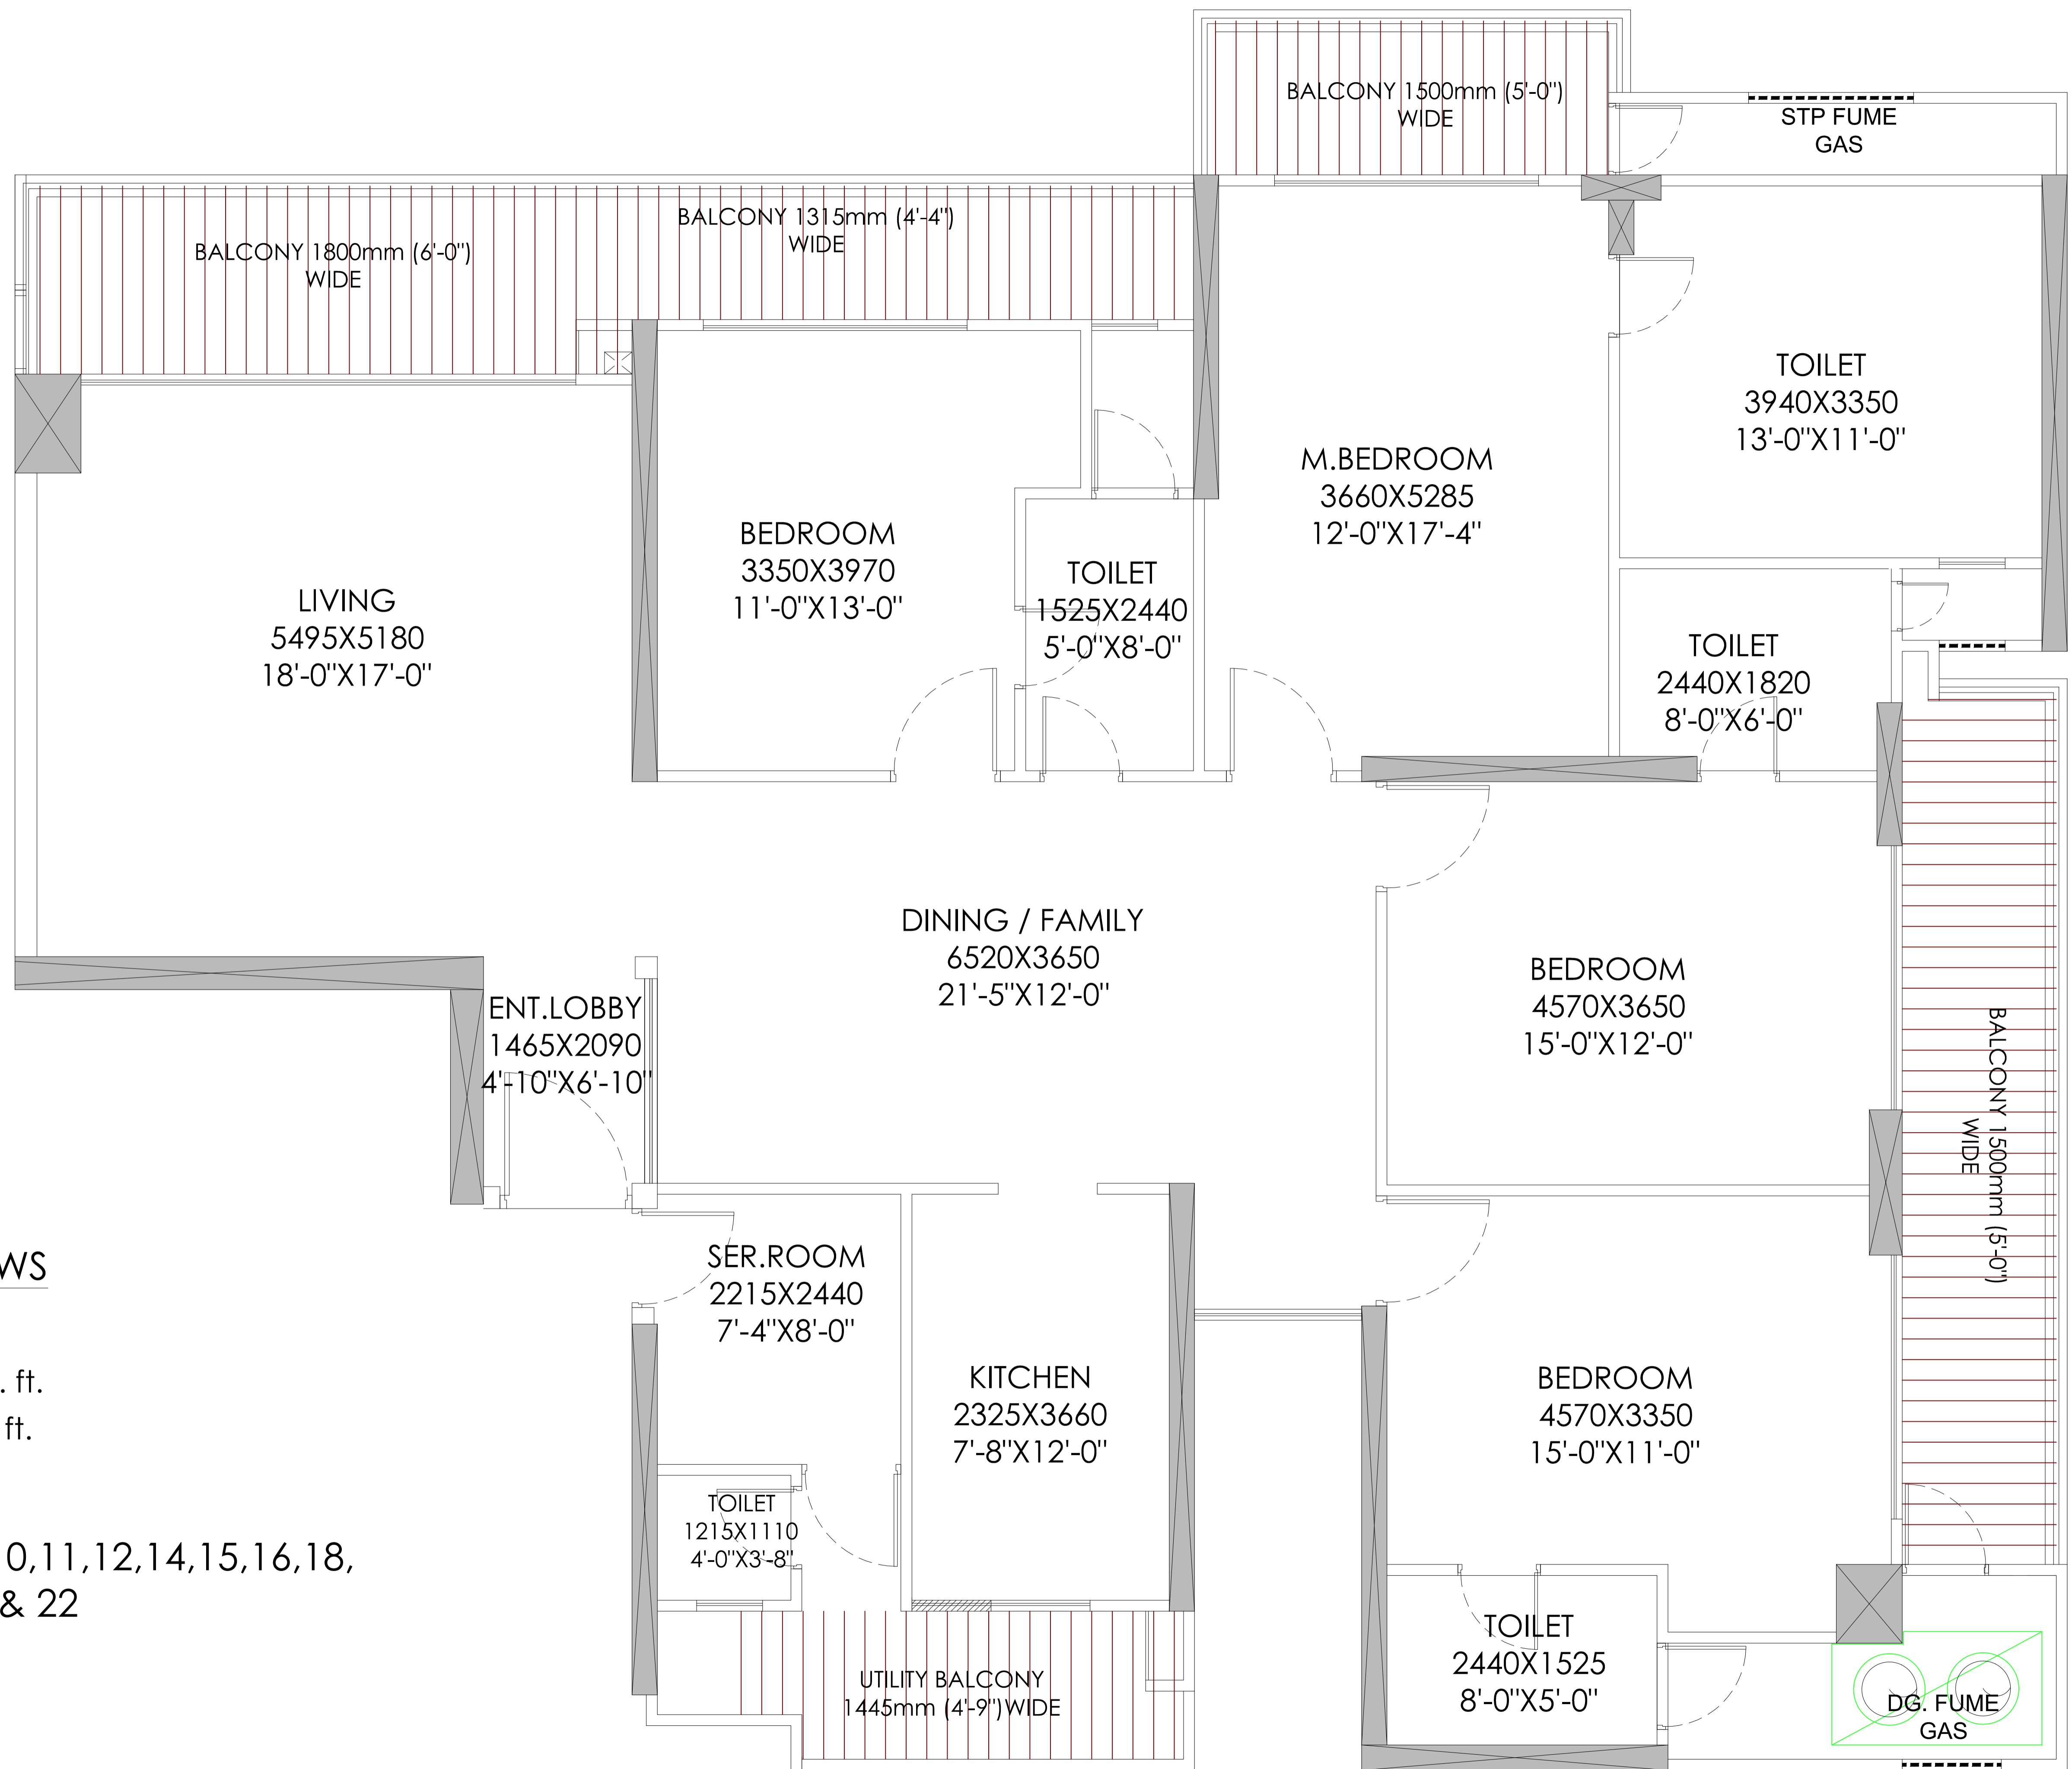 BALCONY 1500mm (5'-0")
WIDE
STP FUME
GAS
BALCONY 1800mm (6'-0")
WIDE
BALCONY 1315mm (4'-4")
WIDE
TOILET
3940X3350
13'-0"X11'-0"
M.BEDROOM
3660X5285
12'-0"X17'-4"
BEDROOM
3350X3970
11'-0"X13'-0"
TOILET
1525X2440
5'-0"X8'-0"
LIVING
5495X5180
18'-0"X17'-0"
TOILET
2440X1820
8'-0"X6'-0"
DINING / FAMILY
6520X3650
21'-5"X12'-0"
BEDROOM
4570X3650
15'-0"X12'-0"
ENT.LOBBY
1465X2090
4'-10"X6'-10"
BALCONY 1500mm (5'-0")
WIDE
WS
SER.ROOM
2215X2440
7'-4"X8'-0"
. ft.
ft.
KITCHEN
2325X3660
7'-8"X12'-0"
BEDROOM
4570X3350
15'-0"X11'-0"
TOILET
1215X1110
4'-0"X3'-8"
0,11,12,14,15,16,18,
& 22
UTILITY BALCONY
1445mm (4'-9")WIDE
TOILET
2440X1525
8'-0"X5'-0"
DG. FUME
GAS